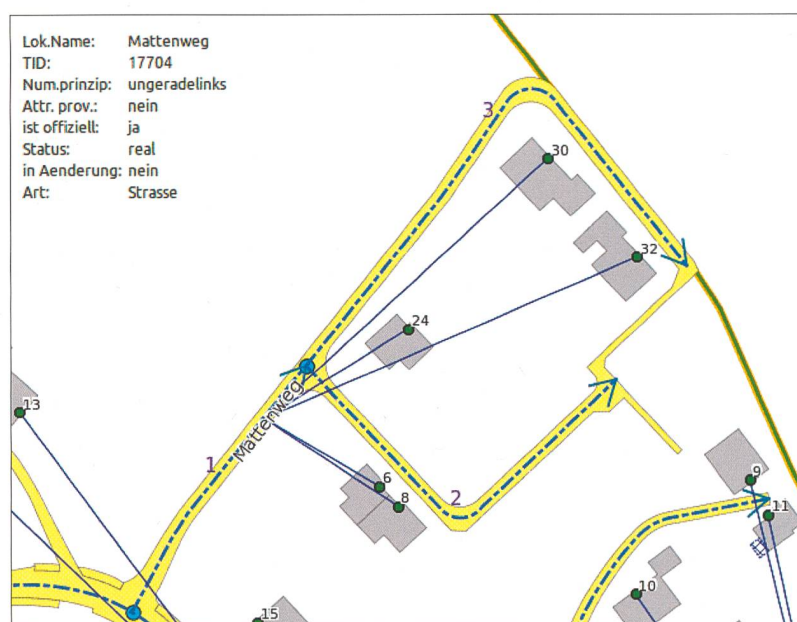 Lok.Name: Mattenweg
TID: 17704
Num.prinzip: ungeradelinks
Attr. prov.: nein
ist offiziell: ja
Status: real
in Aenderung: nein
Art: Strasse
3
30
32
24
13
Mattenweg
1
6
8
2
9
11
10
15